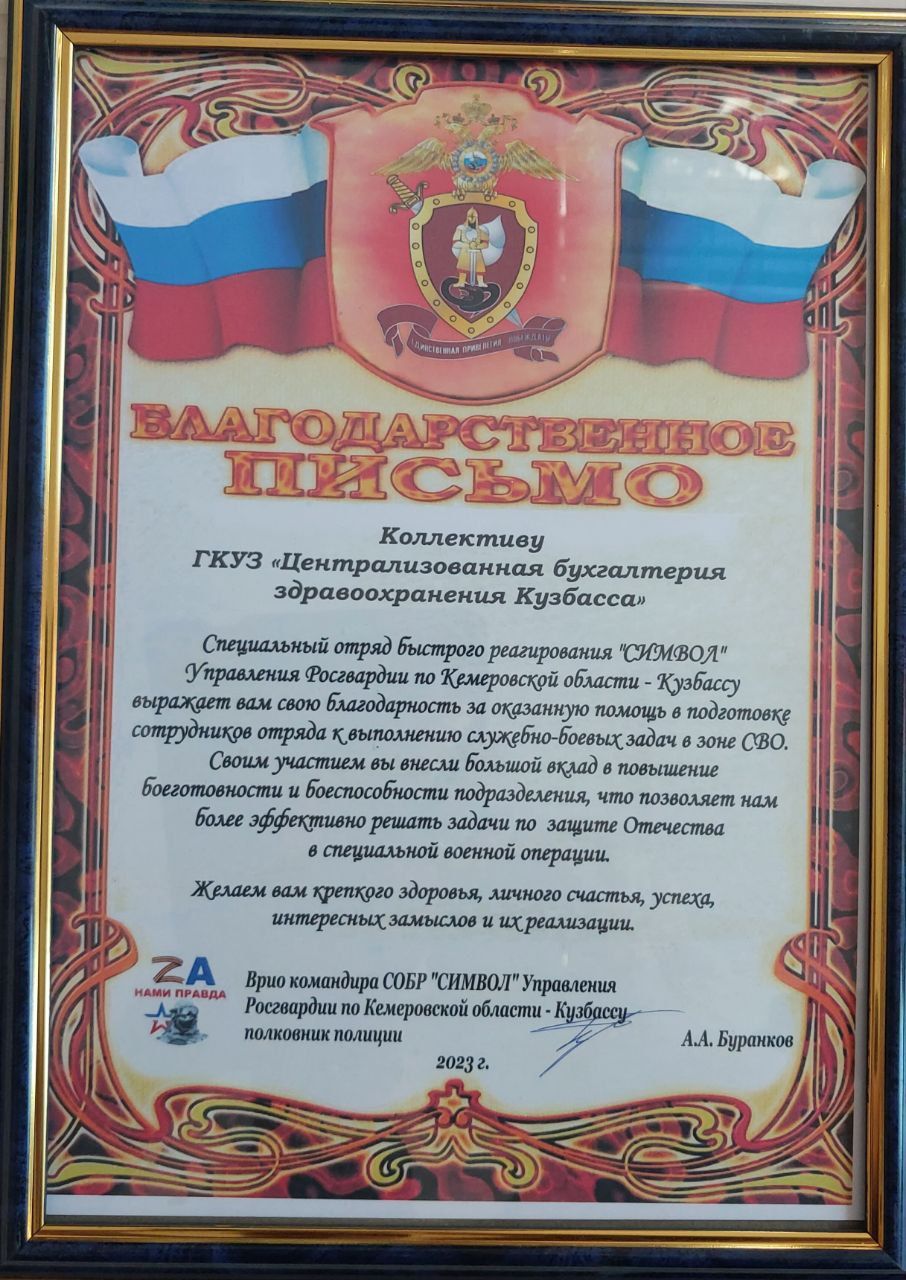 ЕДИНСТВЕННАЯ ПРИВИЛЕГИЯ ПОБЕЖДАТЬ
БЛАГОДАРСТВЕННОЕ
ПИСЬМО
Коллективу
ГКУЗ «Централизованная бухгалтерия
здравоохранения Кузбасса»
Специальный отряд быстрого реагирования "СИМВОЛ"
Управления Росгвардии по Кемеровской области - Кузбассу
выражает вам свою благодарность за оказанную помощь в подготовке
сотрудников отряда к выполнению служебно-боевых задач в зоне СВО.
Своим участием вы внесли большой вклад в повышение
боеготовности и боеспособности подразделения, что позволяет нам
более эффективно решать задачи по защите Отечества
в специальной военной операции.
Желаем вам крепкого здоровья, личного счастья, успеха,
интересных замыслов и их реализации.
ZА
НАМИ ПРАВДА
Врио командира СОБР "СИМВОЛ" Управления
Росгвардии по Кемеровской области - Кузбассу
полковник полиции
А.А. Буранков
2023 г.